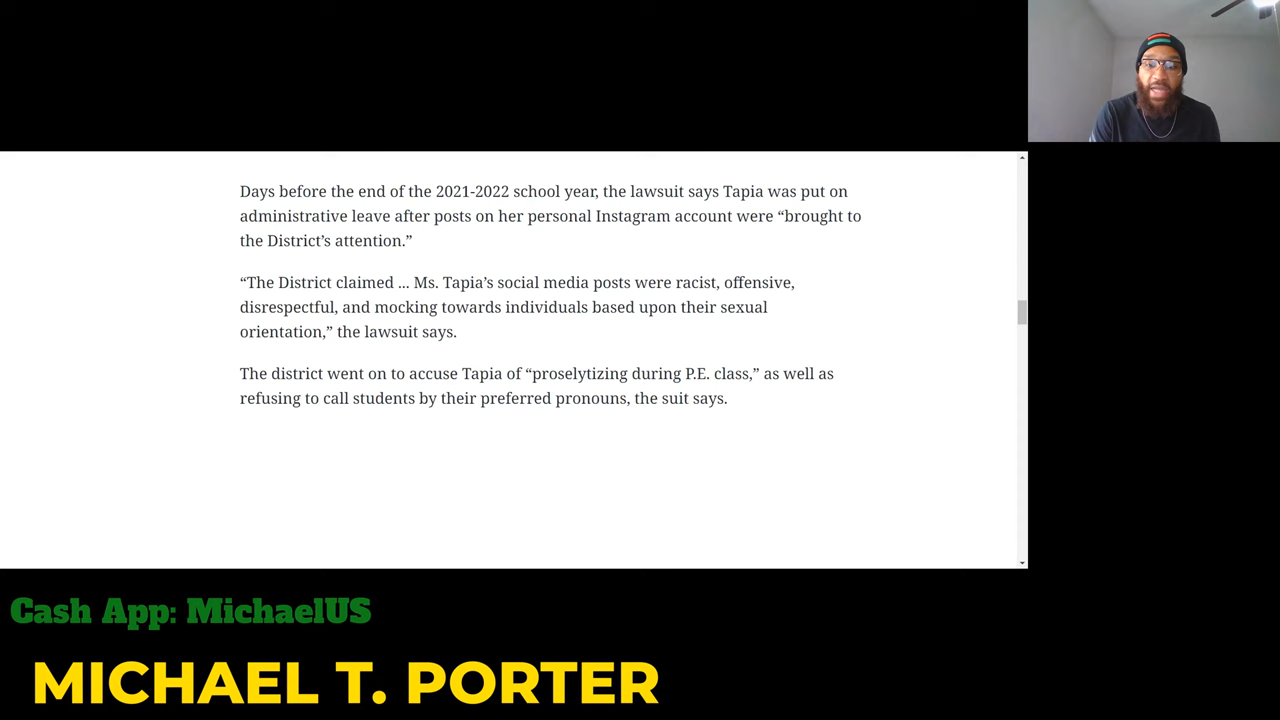 Days before the end of the 2021-2022 school year, the lawsuit says Tapia was put on
administrative leave after posts on her personal Instagram account were “brought to
the District’s attention.”
“The District claimed ... Ms. Tapia’s social media posts were racist, offensive,
disrespectful, and mocking towards individuals based upon their sexual
orientation,” the lawsuit says.
The district went on to accuse Tapia of “proselytizing during P.E. class,” as well as
refusing to call students by their preferred pronouns, the suit says.
Cash App: MichaelUS
MICHAEL T. PORTER